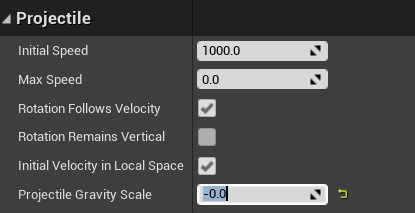 Projectile
Initial Speed 1000.0
Max Speed 0.0
Rotation Follows Velocity
Rotation Remains Vertical
Initial Velocity in Local Space
Projectile Gravity Scale -0.0